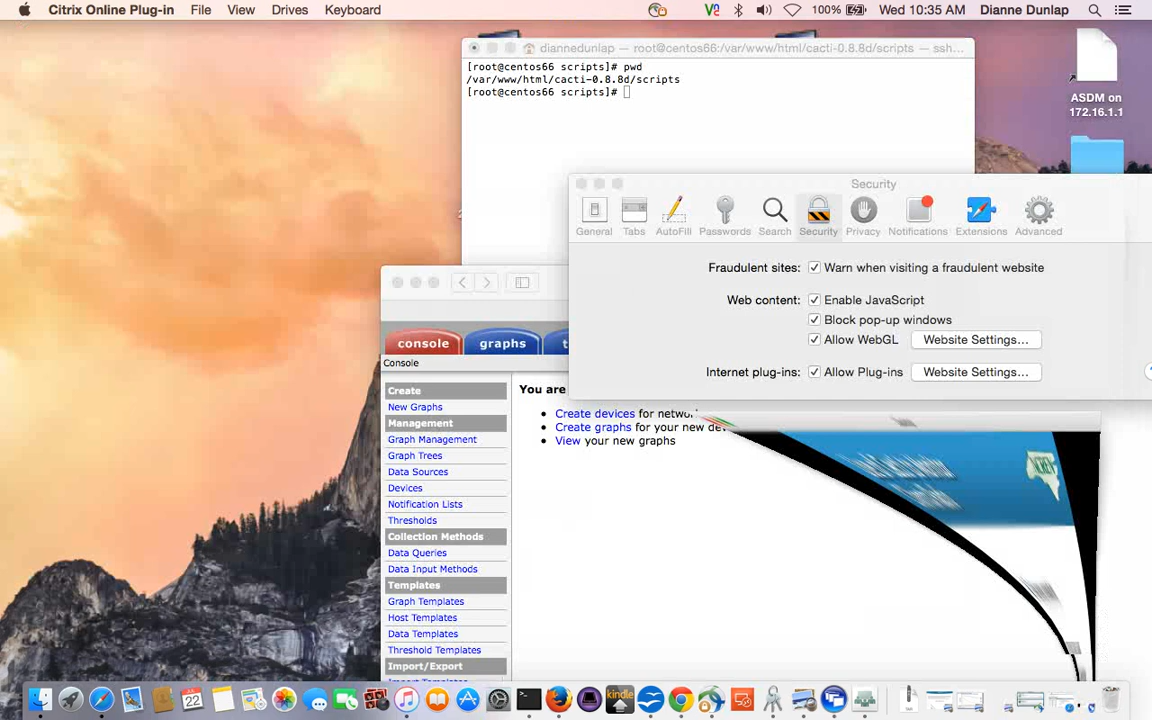 Citrix Online Plug-in File View Drives Keyboard 100% Wed 10:35 AM Dianne Dunlap
diannedunlap — root@centos66:/var/www/html/cacti-0.8.8d/scripts — ssh...
[root@centos66 scripts]# pwd
/var/www/html/cacti-0.8.8d/scripts
[root@centos66 scripts]#
ASDM on
172.16.1.1
Security
General Tabs AutoFill Passwords Search Security Privacy Notifications Extensions Advanced
Fraudulent sites: Warn when visiting a fraudulent website
Web content: Enable JavaScript
Block pop-up windows
Allow WebGL Website Settings...
Internet plug-ins: Allow Plug-ins Website Settings...
console graphs
Console
You are
Create
New Graphs
Management
Graph Management
Graph Trees
Data Sources
Devices
Notification Lists
Thresholds
Collection Methods
Data Queries
Data Input Methods
Templates
Graph Templates
Host Templates
Data Templates
Threshold Templates
Import/Export
Create devices for networ
Create graphs for your new de
View your new graphs
22
kindle